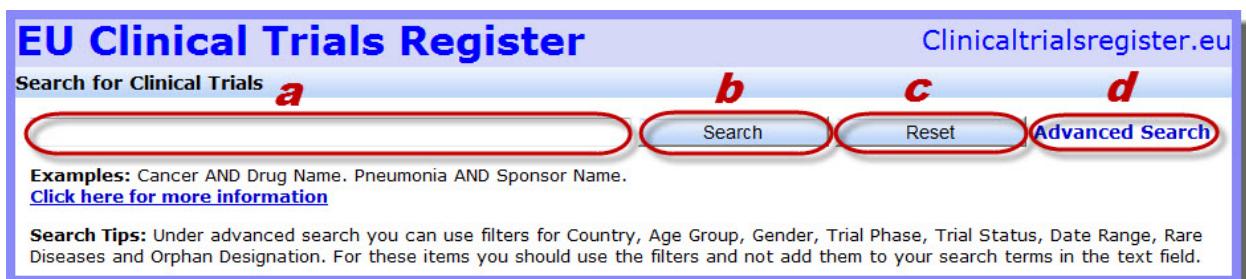 EU Clinical Trials Register
Clinicaltrialsregister.eu
Search for Clinical Trials
a
b
c
d
Search
Reset
Advanced Search
Examples: Cancer AND Drug Name. Pneumonia AND Sponsor Name.
Click here for more information
Search Tips: Under advanced search you can use filters for Country, Age Group, Gender, Trial Phase, Trial Status, Date Range, Rare
Diseases and Orphan Designation. For these items you should use the filters and not add them to your search terms in the text field.